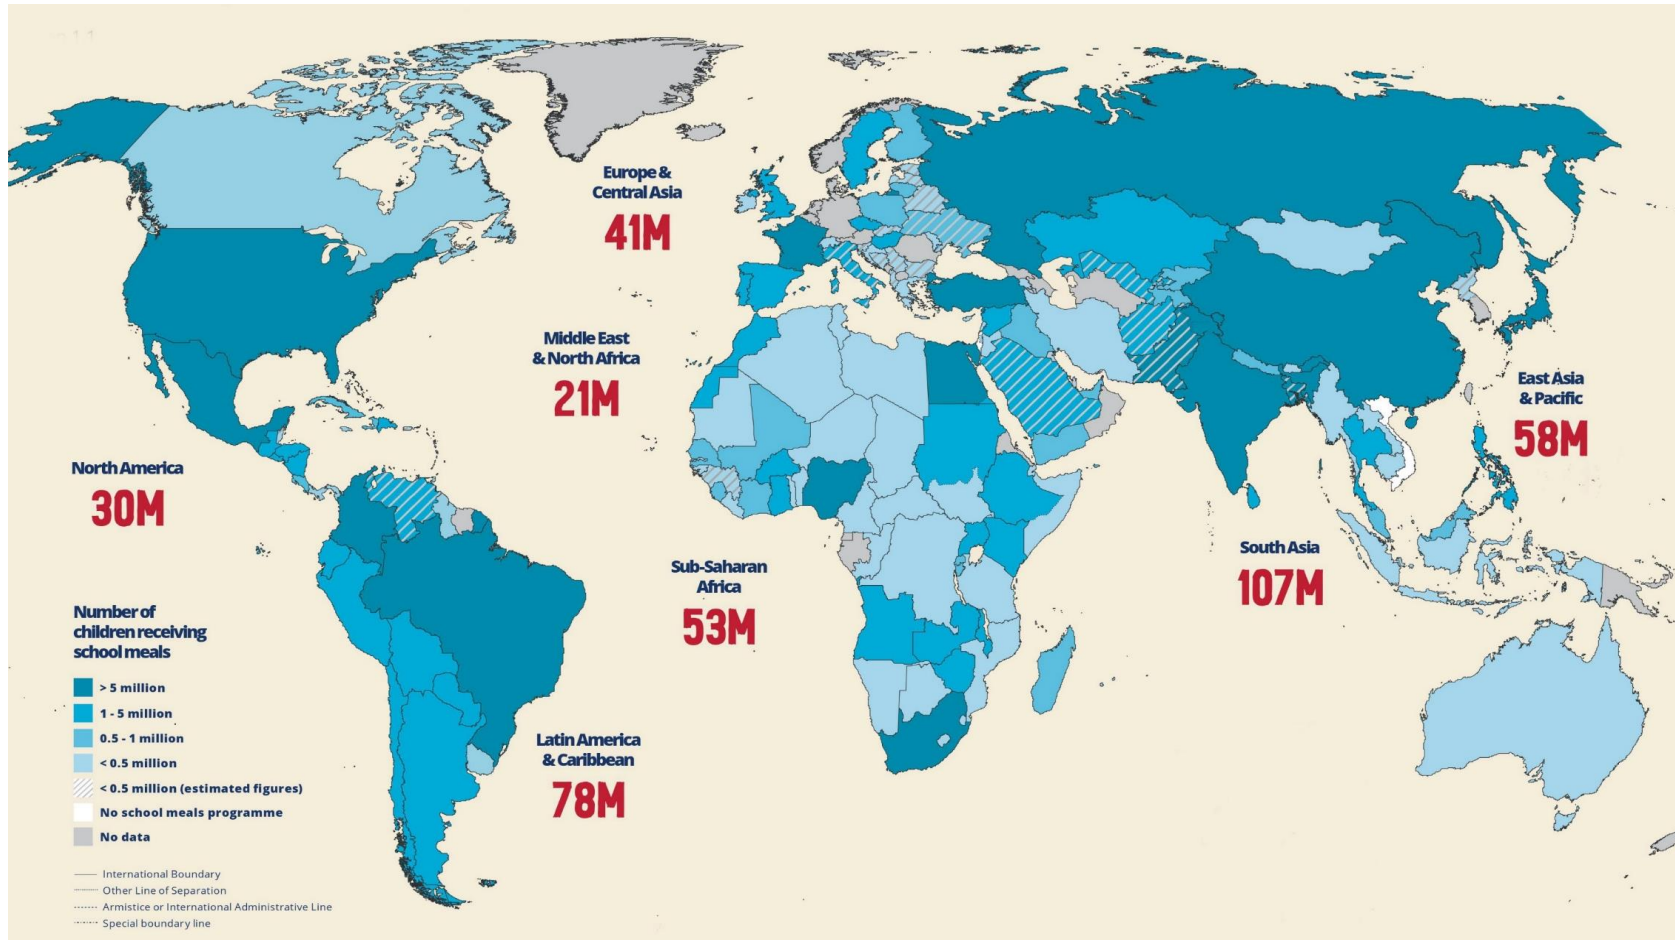 Europe &
Central Asia
41M
Middle East
& North Africa
21M
East Asia
& Pacific
58M
North America
30M
South Asia
107M
Sub-Saharan
Africa
53M
Latin America
& Caribbean
78M
Number of
children receiving
school meals
> 5 million
1 - 5 million
0.5 - 1 million
< 0.5 million
< 0.5 million (estimated figures)
No school meals programme
No data
International Boundary
Other Line of Separation
Armistice or International Administrative Line
Special boundary line